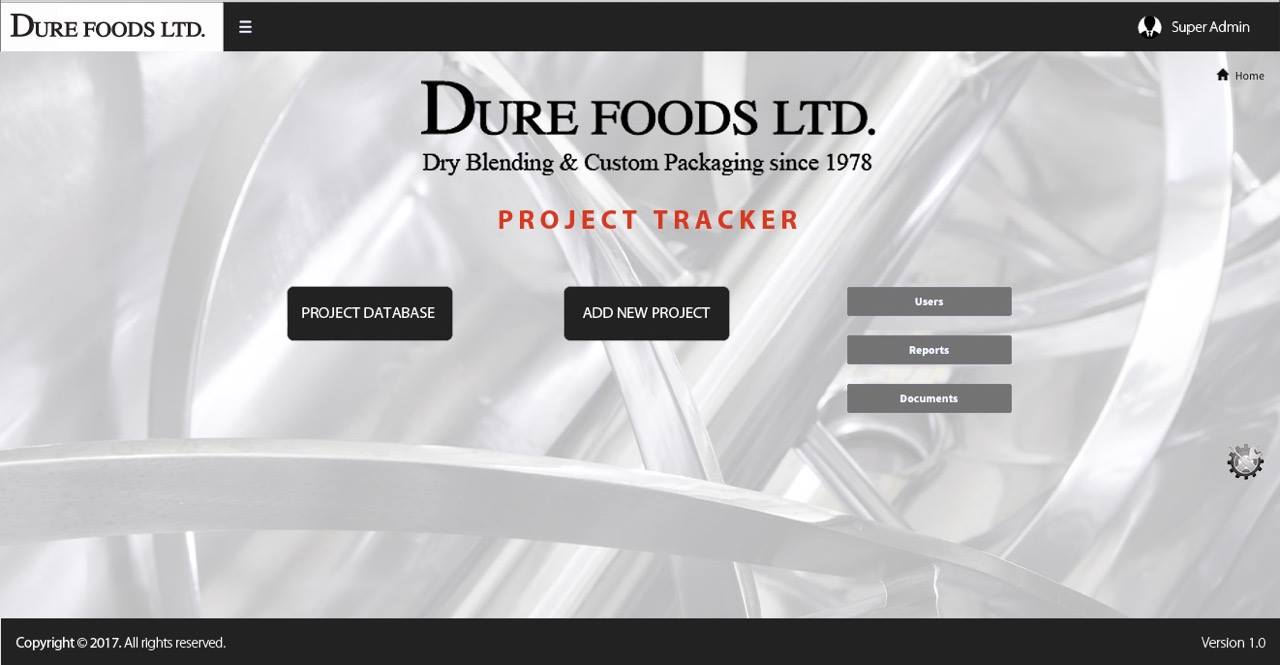 DURE FOODS LTD.
Super Admin
Home
DURE FOODS LTD.
Dry Blending & Custom Packaging since 1978
PROJECT TRACKER
PROJECT DATABASE
ADD NEW PROJECT
Users
Reports
Documents
Copyright © 2017. All rights reserved.
Version 1.0